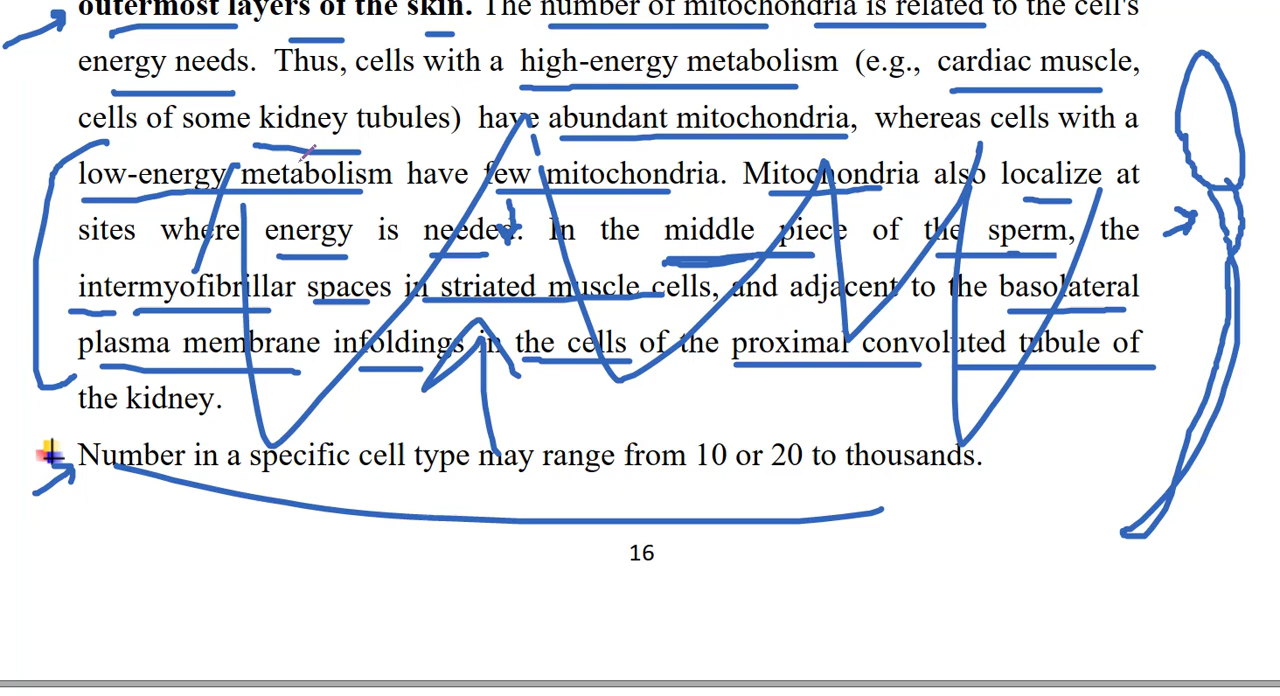 outermost layers of the skin. The number of mitochondria is related to the cell's
energy needs. Thus, cells with a high-energy metabolism (e.g., cardiac muscle,
cells of some kidney tubules) have abundant mitochondria, whereas cells with a
low-energy metabolism have few mitochondria. Mitochondria also localize at
sites where energy is needed. In the middle piece of the sperm, the
intermyofibrillar spaces in striated muscle cells, and adjacent to the basolateral
plasma membrane infoldings in the cells of the proximal convoluted tubule of
the kidney.
Number in a specific cell type may range from 10 or 20 to thousands.
16